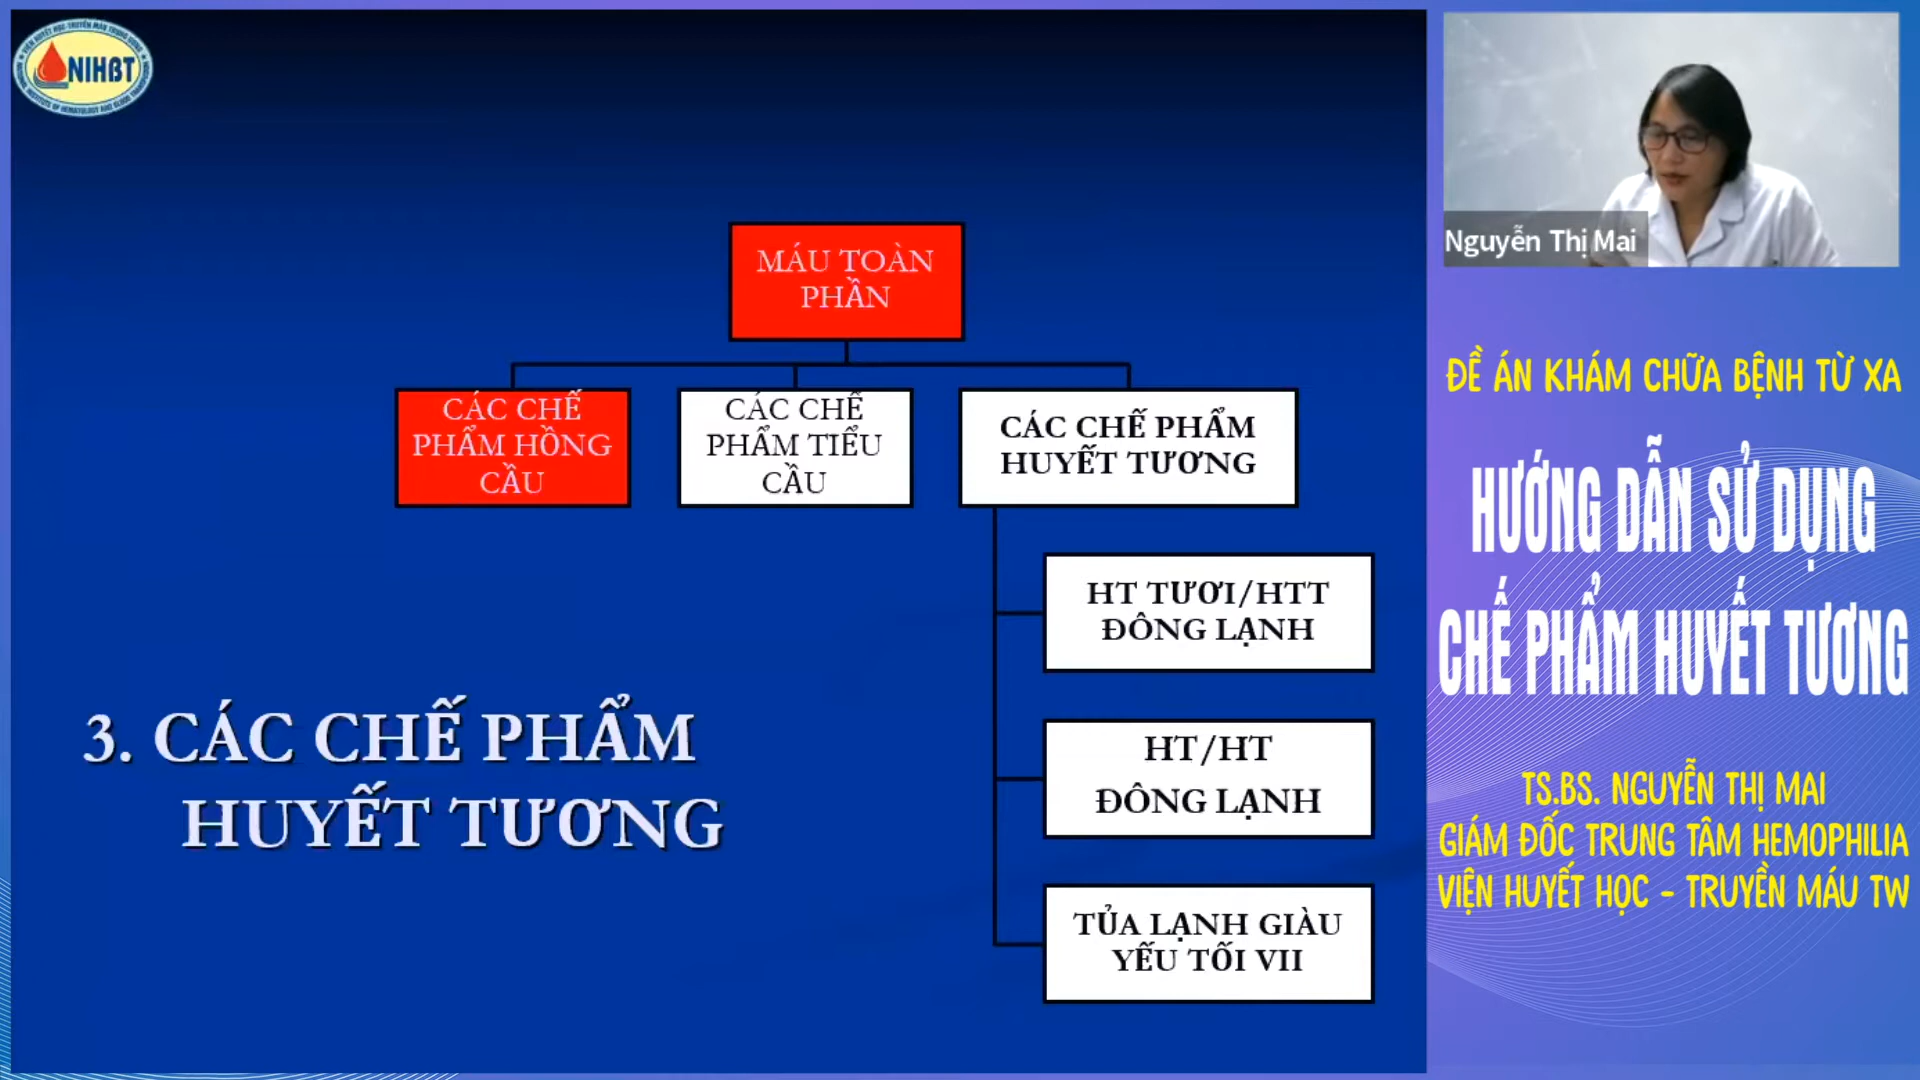 NIHBT
MÁU TOÀN
PHẦN
CÁC CHẾ
PHẨM HỒNG
CẦU
CÁC CHẾ
PHẨM TIỂU
CẦU
CÁC CHẾ PHẨM
HUYẾT TƯƠNG
HT TƯƠI/HTT
ĐÔNG LẠNH
HT/HT
ĐÔNG LẠNH
TỦA LẠNH GIÀU
YẾU TỐI VII
3. CÁC CHẾ PHẨM
HUYẾT TƯƠNG
Nguyễn Thị Mai
ĐỀ ÁN KHÁM CHỮA BỆNH TỪ XA
HƯỚNG DẪN SỬ DỤNG
CHẾ PHẨM HUYẾT TƯƠNG
TS.BS. NGUYỄN THỊ MAI
GIÁM ĐỐC TRUNG TÂM HEMOPHILIA
VIỆN HUYẾT HỌC - TRUYỀN MÁU TW